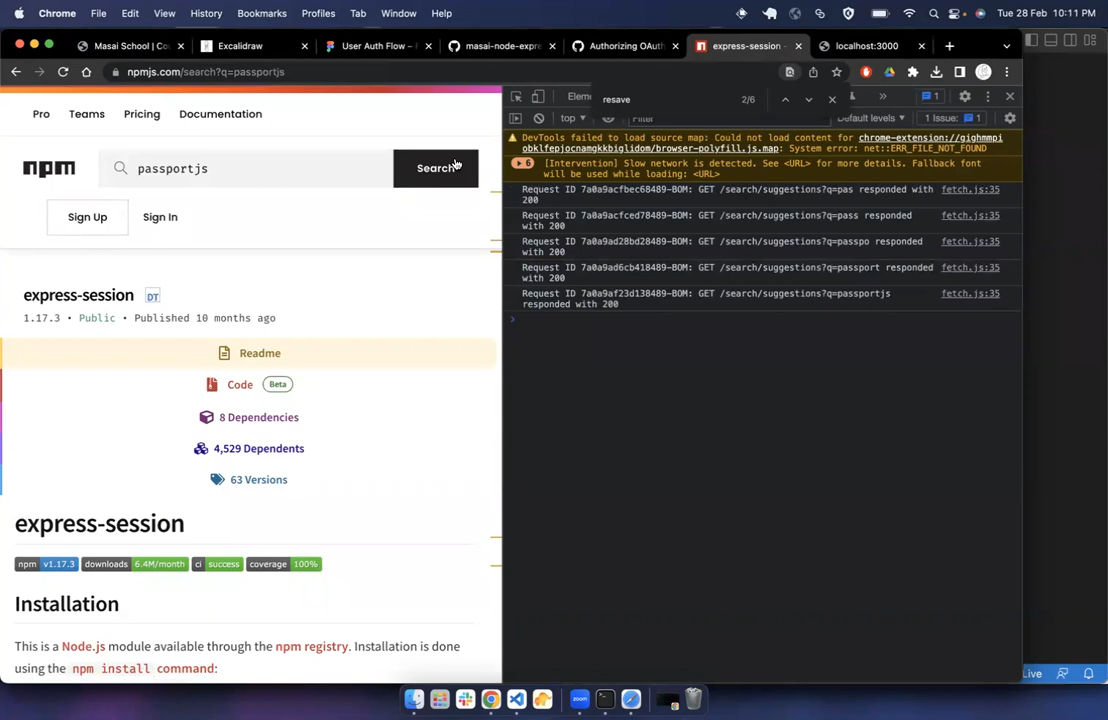 Chrome File Edit View History Bookmarks Profiles Tab Window Help Tue 28 Feb 10:11 PM
Masai School | Cou Excalidraw User Auth Flow – F masai-node-expre Authorizing OAuth express-session - localhost:3000
npmjs.com/search?q=passportjs
resave 2/6
Pro Teams Pricing Documentation
npm passportjs Search
Sign Up Sign In
express-session DT
1.17.3 • Public • Published 10 months ago
Readme
Code Beta
8 Dependencies
4,529 Dependents
63 Versions
express-session
npm v1.17.3 downloads 6.4M/month ci success coverage 100%
Installation
This is a Node.js module available through the npm registry. Installation is done
using the npm install command:
Eleme 1
top Filter Default levels 1 Issue: 1
DevTools failed to load source map: Could not load content for chrome-extension://gighmmpi
obklfepjocnamgkkbiglidom/browser-polyfill.js.map: System error: net::ERR_FILE_NOT_FOUND
6 [Intervention] Slow network is detected. See <URL> for more details. Fallback font
will be used while loading: <URL>
Request ID 7a0a9acfbec68489-BOM: GET /search/suggestions?q=pas responded with fetch.js:35
200
Request ID 7a0a9acfced78489-BOM: GET /search/suggestions?q=pass responded fetch.js:35
with 200
Request ID 7a0a9ad28bd28489-BOM: GET /search/suggestions?q=passpo responded fetch.js:35
with 200
Request ID 7a0a9ad6cb418489-BOM: GET /search/suggestions?q=passport responded fetch.js:35
with 200
Request ID 7a0a9af23d138489-BOM: GET /search/suggestions?q=passportjs fetch.js:35
responded with 200
Live
zoom